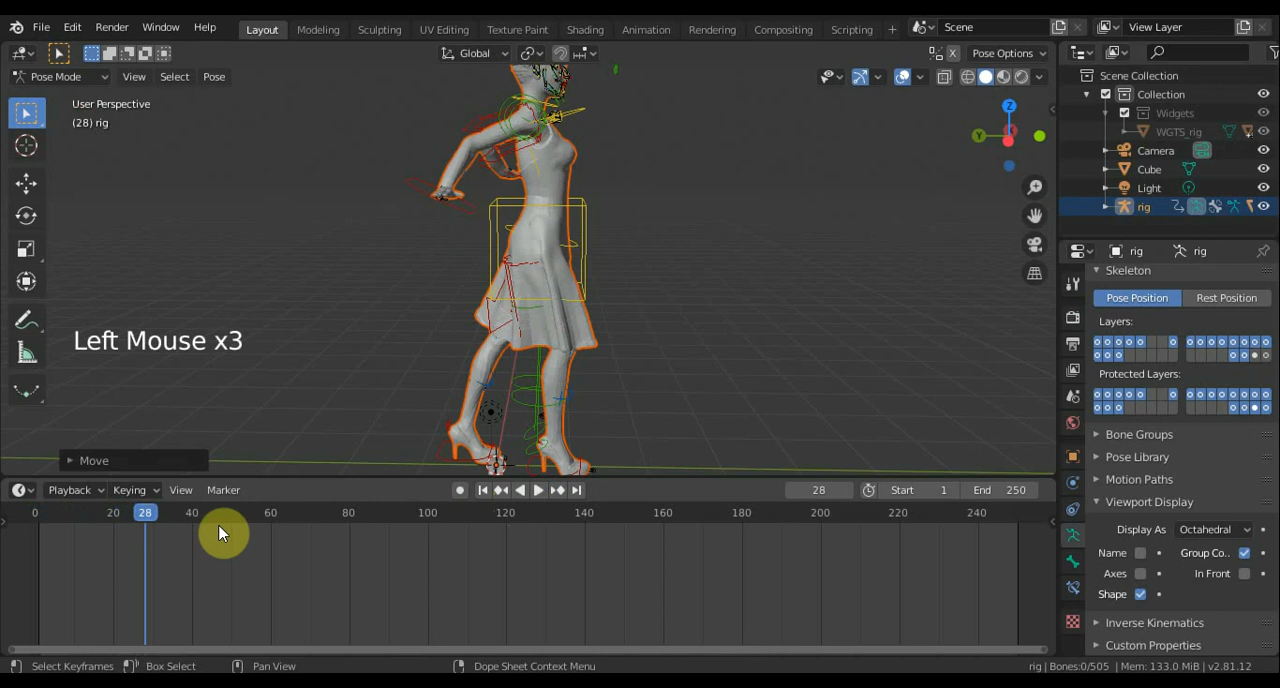 File Edit Render Window Help Layout Modeling Sculpting UV Editing Texture Paint Shading Animation Rendering Compositing Scripting + Scene View Layer
Global Pose Options
Pose Mode View Select Pose
User Perspective
(28) rig
Z
Y
Left Mouse x3
Move
Scene Collection
Collection
Widgets
WGTS_rig
Camera
Cube
Light
rig
rig rig
Skeleton
Pose Position Rest Position
Layers:
Protected Layers:
Bone Groups
Pose Library
Motion Paths
Viewport Display
Display As Octahedral
Name Group Co..
Axes In Front
Shape
Inverse Kinematics
Custom Properties
Playback Keying View Marker 28 Start 1 End 250
0 20 28 40 60 80 100 120 140 160 180 200 220 240
Select Keyframes Box Select Pan View Dope Sheet Context Menu rig | Bones:0/505 | Mem: 133.0 MiB | v2.81.12